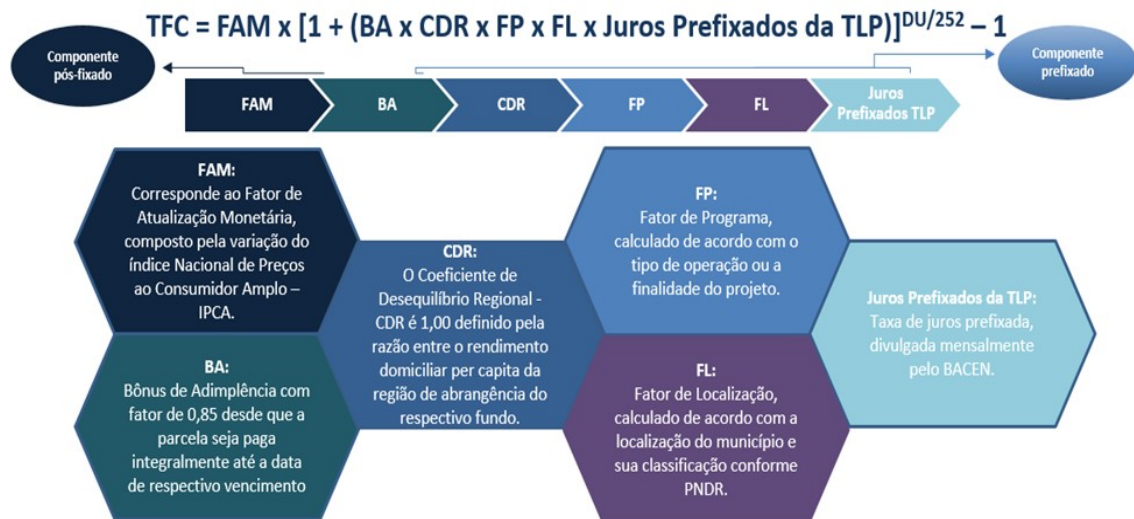 TFC = FAM x [1 + (BA x CDR x FP x FL x Juros Prefixados da TLP)]^DU/252 – 1
Componente
pós-fixado
Componente
prefixado
FAM
BA
CDR
FP
FL
Juros
Prefixados TLP
FAM:
Corresponde ao Fator de
Atualização Monetária,
composto pela variação do
índice Nacional de Preços
ao Consumidor Amplo –
IPCA.
BA:
Bônus de Adimplência com
fator de 0,85 desde que a
parcela seja paga
integralmente até a data
de respectivo vencimento
CDR:
O Coeficiente de
Desequilíbrio Regional -
CDR é 1,00 definido pela
razão entre o rendimento
domiciliar per capita da
região de abrangência do
respectivo fundo.
FP:
Fator de Programa,
calculado de acordo com o
tipo de operação ou a
finalidade do projeto.
FL:
Fator de Localização,
calculado de acordo com a
localização do município e
sua classificação conforme
PNDR.
Juros Prefixados da TLP:
Taxa de juros prefixada,
divulgada mensalmente
pelo BACEN.